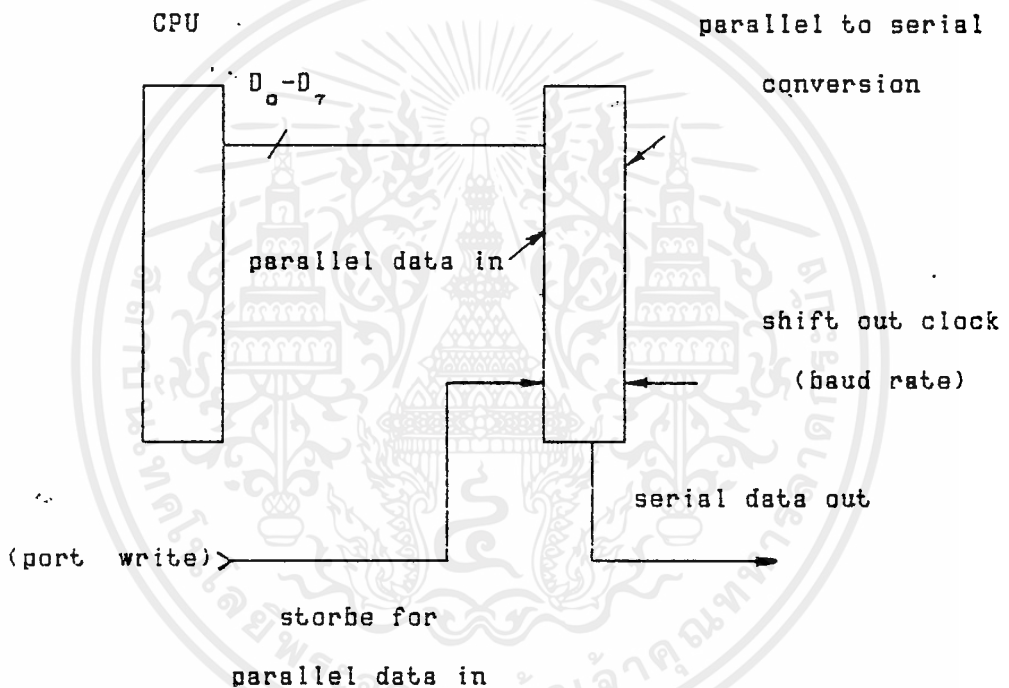 CPU
parallel to serial
conversion
D0-D7
parallel data in
shift out clock
(baud rate)
serial data out
(port write)
storbe for
parallel data in